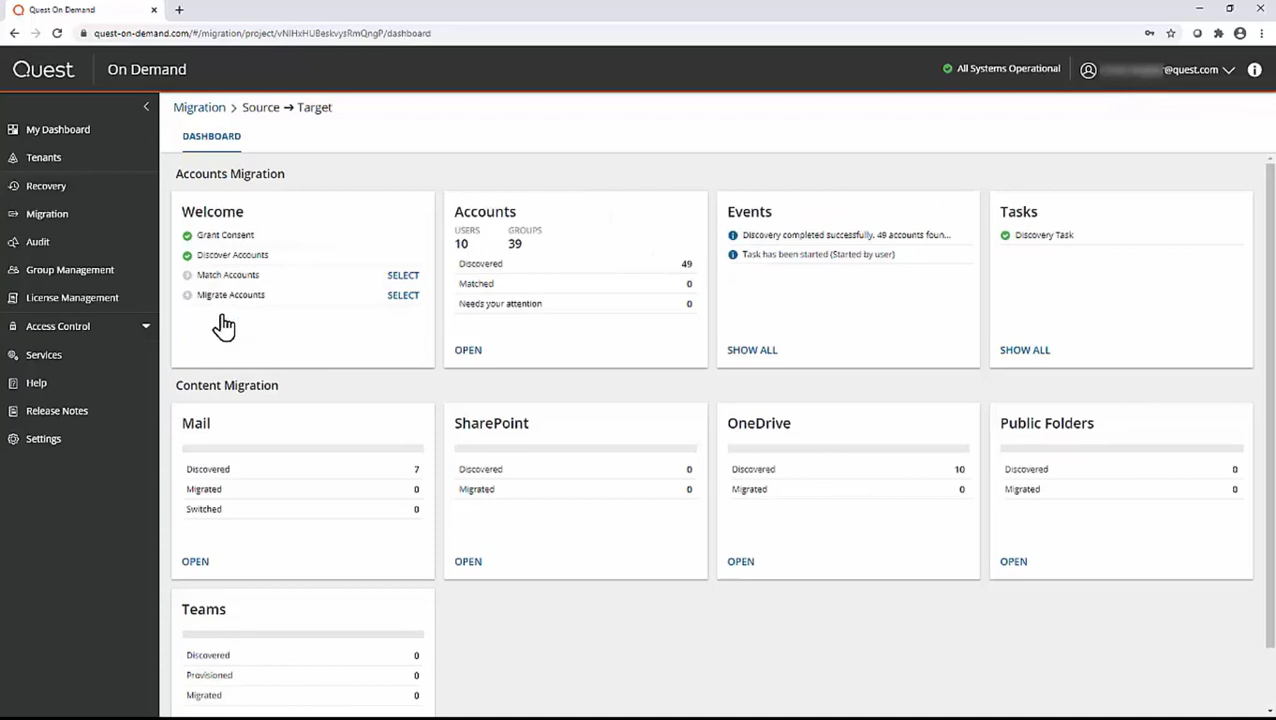 Quest On Demand
quest-on-demand.com/#/migration/project/vNIHxHUBeskvysRmQngP/dashboard
Quest On Demand
All Systems Operational
@quest.com
Migration > Source → Target
DASHBOARD
My Dashboard
Tenants
Recovery
Migration
Audit
Group Management
License Management
Access Control
Services
Help
Release Notes
Settings
Accounts Migration
Welcome
Grant Consent
Discover Accounts
Match Accounts SELECT
Migrate Accounts SELECT
Accounts
USERS GROUPS
10 39
Discovered 49
Matched 0
Needs your attention 0
OPEN
Events
Discovery completed successfully. 49 accounts foun...
Task has been started (Started by user)
SHOW ALL
Tasks
Discovery Task
SHOW ALL
Content Migration
Mail
Discovered 7
Migrated 0
Switched 0
OPEN
SharePoint
Discovered 0
Migrated 0
OPEN
OneDrive
Discovered 10
Migrated 0
OPEN
Public Folders
Discovered 0
Migrated 0
OPEN
Teams
Discovered 0
Provisioned 0
Migrated 0